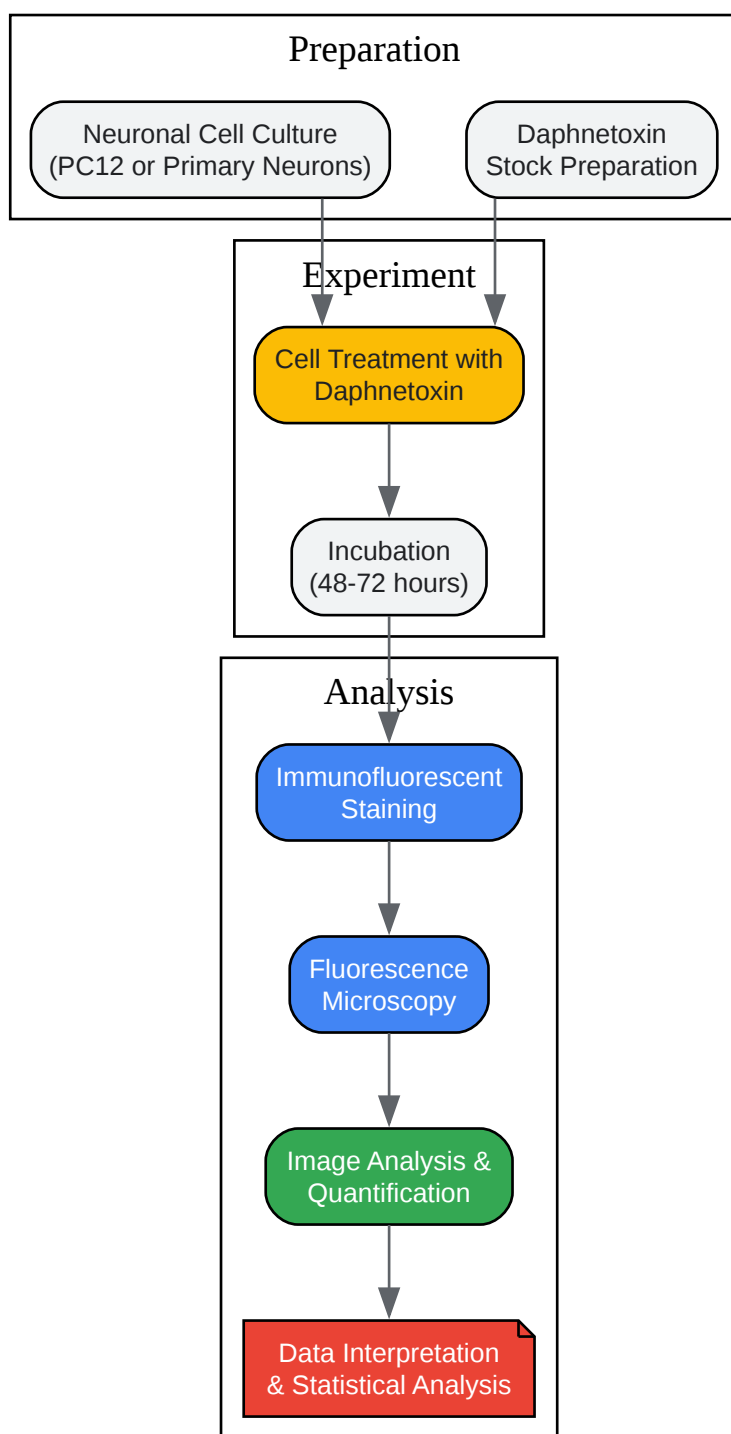 Preparation
Neuronal Cell Culture
(PC12 or Primary Neurons)
Daphnetoxin
Stock Preparation
Experiment
Cell Treatment with
Daphnetoxin
Incubation
(48-72 hours)
Analysis
Immunofluorescent
Staining
Fluorescence
Microscopy
Image Analysis &
Quantification
Data Interpretation
& Statistical Analysis